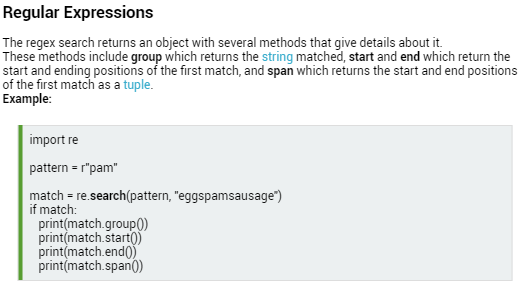 Regular Expressions
The regex search returns an object with several methods that give details about it.
These methods include group which returns the string matched, start and end which return the
start and ending positions of the first match, and span which returns the start and end positions
of the first match as a tuple.
Example:
import re
pattern = r"pam"
match = re.search(pattern, "eggspamsausage")
if match:
print(match.group())
print(match.start())
print(match.end())
print(match.span())